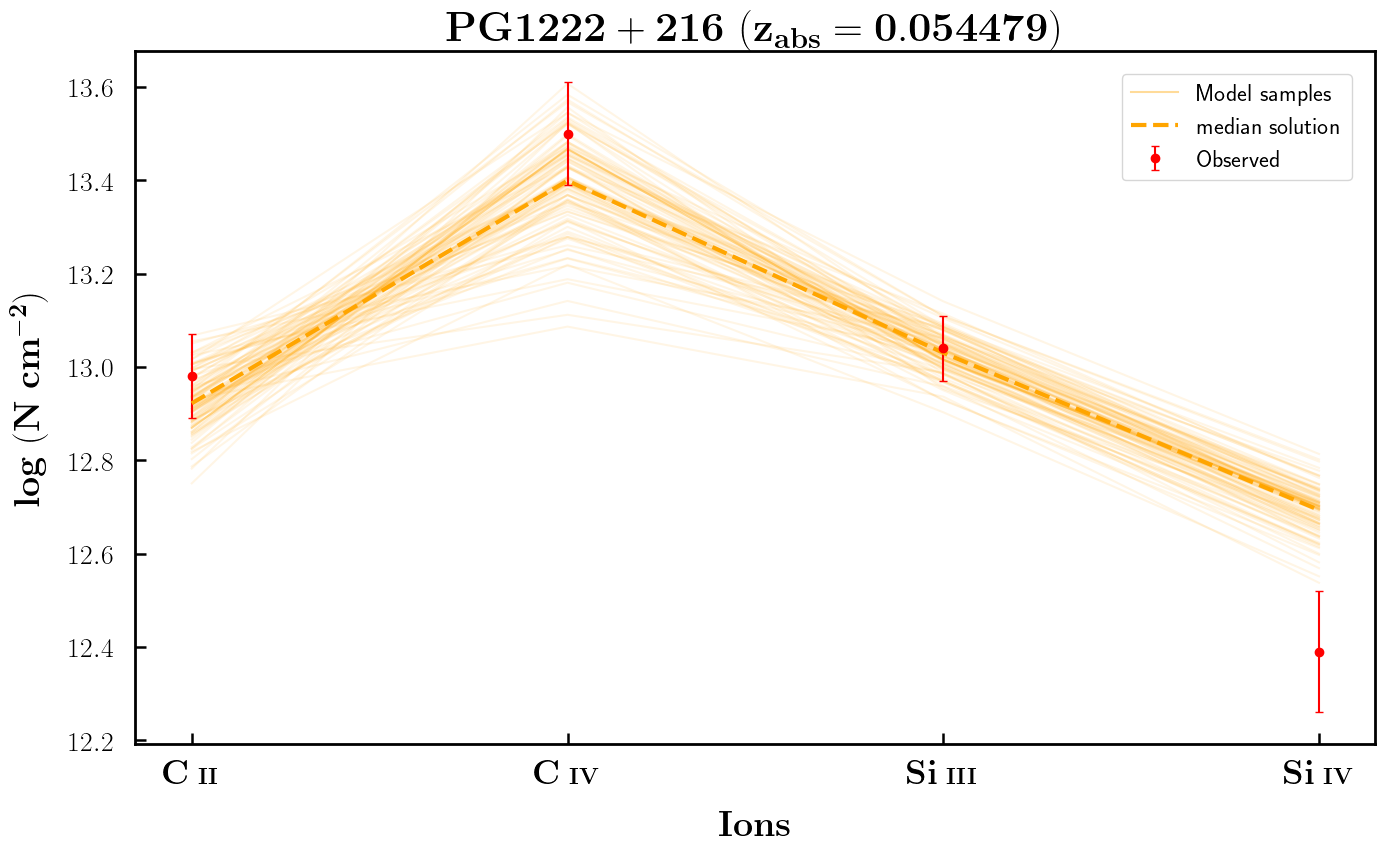 PG1222 + 216 (z_abs = 0.054479)
Model samples
median solution
Observed
log (N cm^−2)
13.6
13.4
13.2
13.0
12.8
12.6
12.4
12.2
C II
C IV
Si III
Si IV
Ions